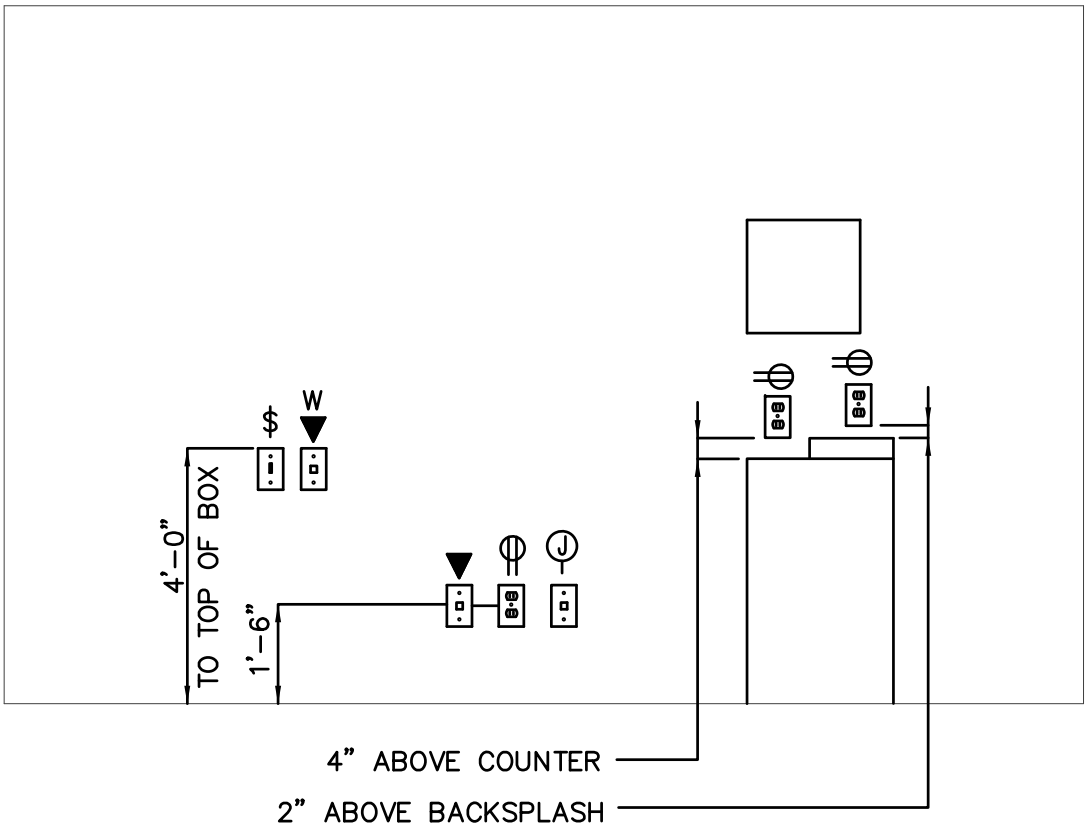 W
$
J
4'-0"
TO TOP OF BOX
1'-6"
4" ABOVE COUNTER
2" ABOVE BACKSPLASH